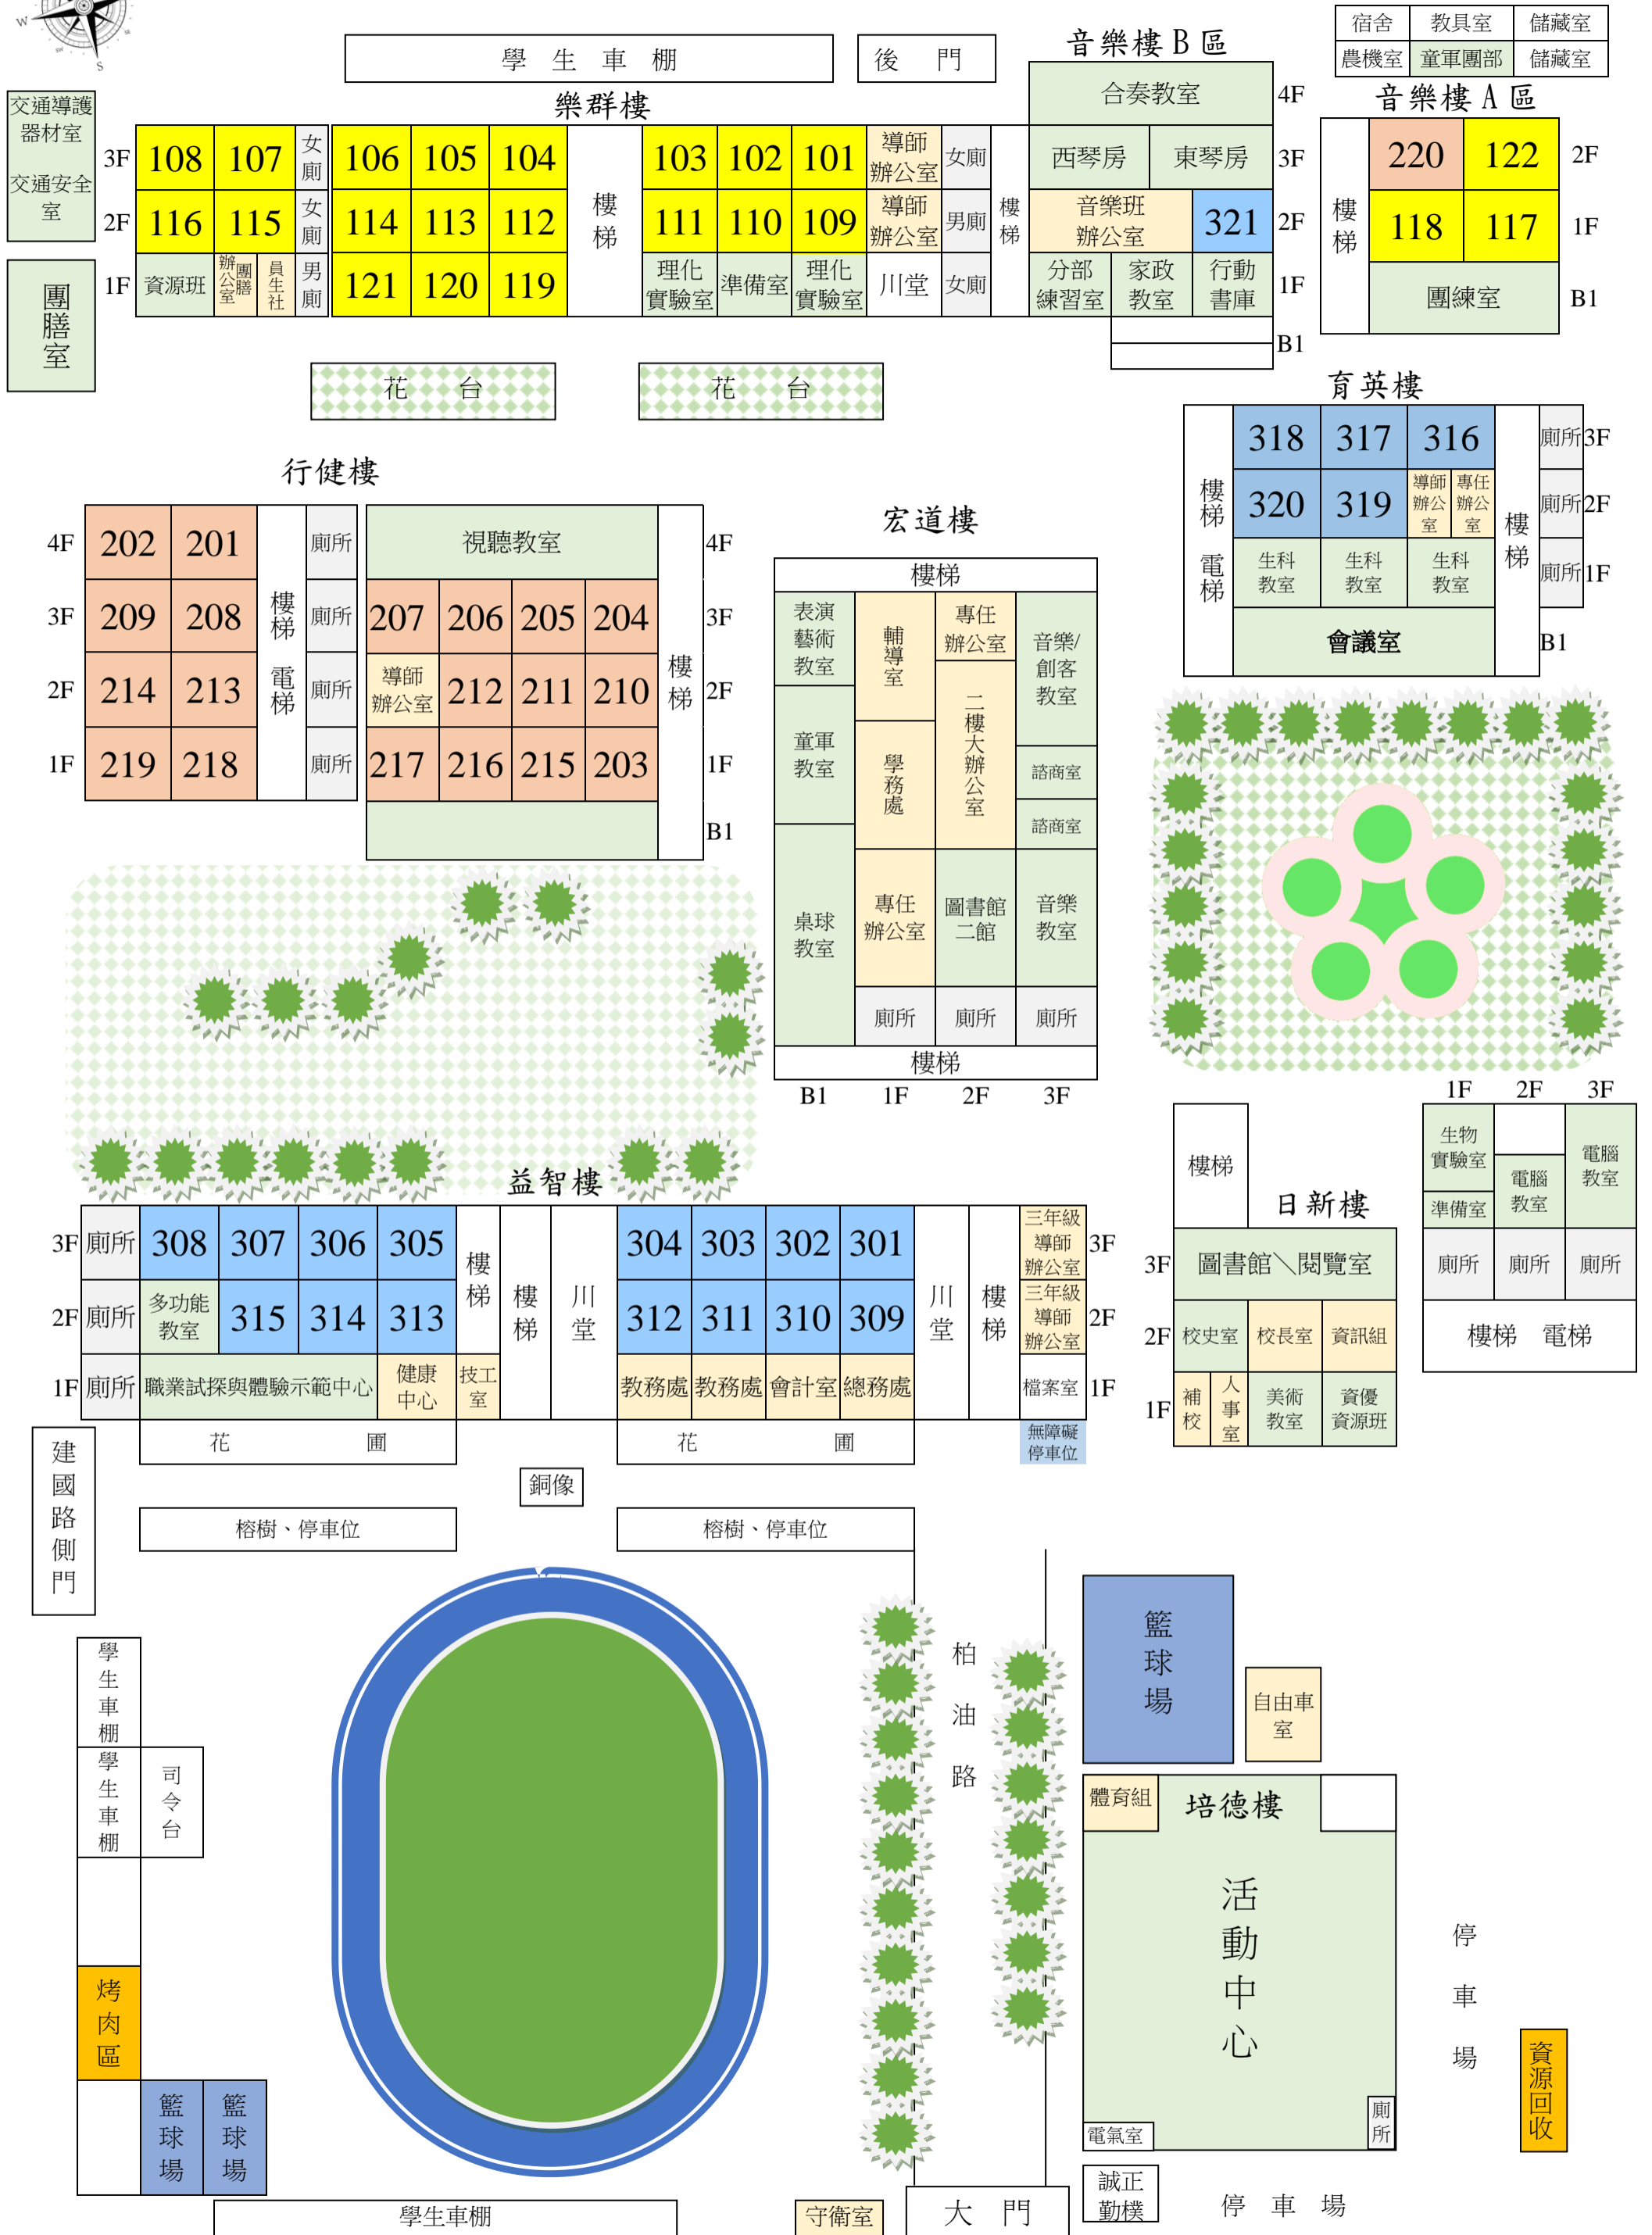 W
S
宿舍 教具室 儲藏室
農機室 童軍團部 儲藏室
學 生 車 棚
後 門
音樂樓B區
音樂樓A區
交通導護
器材室
交通安全
室
團膳室
樂群樓
3F 108 107 女廁 106 105 104 103 102 101 導師辦公室 女廁
2F 116 115 女廁 114 113 112 111 110 109 導師辦公室 男廁
1F 資源班 團膳辦公室 員生社 男廁 121 120 119 理化實驗室 準備室 理化實驗室 川堂 女廁
樓梯
樓梯
合奏教室 4F
西琴房 東琴房 3F
音樂班辦公室 321 2F
分部練習室 家政教室 行動書庫 1F
B1
樓梯
220 122 2F
118 117 1F
團練室 B1
花 台
花 台
育英樓
樓梯 電梯
318 317 316 廁所 3F
320 319 導師辦公室 專任辦公室 廁所 2F
生科教室 生科教室 生科教室 廁所 1F
會議室 B1
樓梯
行健樓
4F 202 201 廁所 視聽教室 4F
3F 209 208 廁所 207 206 205 204 3F
2F 214 213 廁所 導師辦公室 212 211 210 2F
1F 219 218 廁所 217 216 215 203 1F
B1
樓梯 電梯
樓梯
宏道樓
樓梯
表演藝術教室
童軍教室
桌球教室
輔導室
學務處
專任辦公室
廁所
專任辦公室
二樓大辦公室
圖書館二館
廁所
音樂/創客教室
諮商室
諮商室
音樂教室
廁所
樓梯
B1 1F 2F 3F
益智樓
3F 廁所 308 307 306 305 304 303 302 301 三年級導師辦公室 3F
2F 廁所 多功能教室 315 314 313 312 311 310 309 三年級導師辦公室 2F
1F 廁所 職業試探與體驗示範中心 健康中心 技工室 教務處 教務處 會計室 總務處 檔案室 1F
樓梯
樓梯
川堂
川堂
樓梯
花 圃
花 圃
無障礙停車位
日新樓
樓梯
3F 圖書館＼閱覽室
2F 校史室 校長室 資訊組
1F 補校 人事室 美術教室 資優資源班
1F 2F 3F
生物實驗室
準備室
電腦教室
電腦教室
廁所 廁所 廁所
樓梯 電梯
建國路側門
銅像
榕樹、停車位
榕樹、停車位
學生車棚
學生車棚
司令台
烤肉區
籃球場
籃球場
學生車棚
柏油路
籃球場
自由車室
體育組
培德樓
活動中心
電氣室
廁所
停車場
資源回收
守衛室
大 門
誠正
勤樸
停 車 場